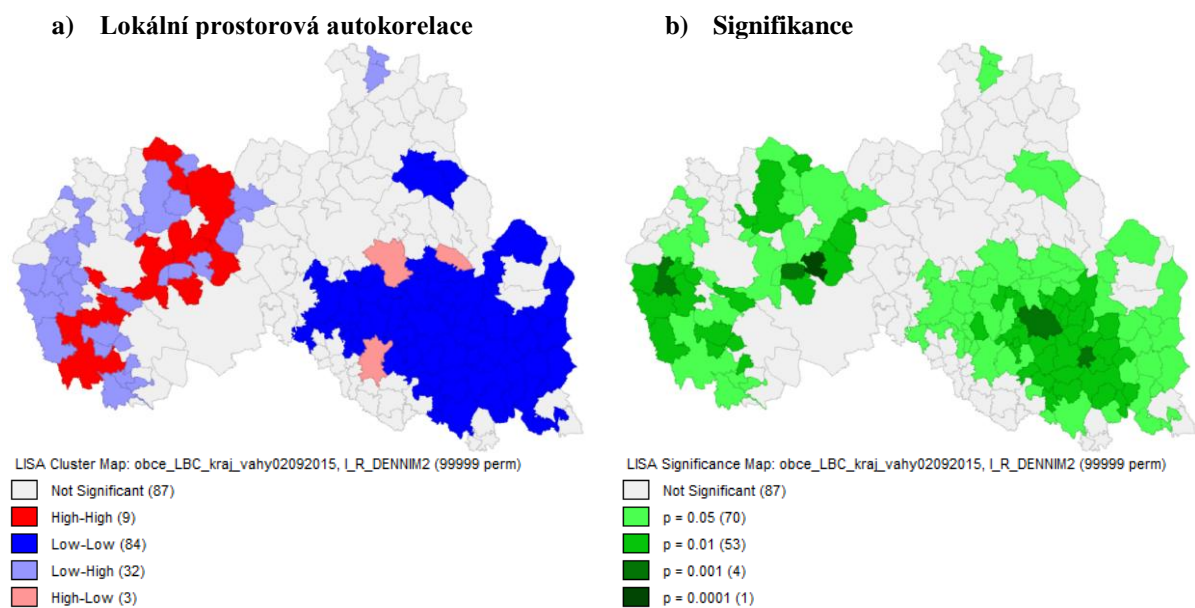 a) Lokální prostorová autokorelace
b) Signifikance
LISA Cluster Map: obce_LBC_kraj_vahy02092015, I_R_DENNIM2 (99999 perm)
Not Significant (87)
High-High (9)
Low-Low (84)
Low-High (32)
High-Low (3)
LISA Significance Map: obce_LBC_kraj_vahy02092015, I_R_DENNIM2 (99999 perm)
Not Significant (87)
p = 0.05 (70)
p = 0.01 (53)
p = 0.001 (4)
p = 0.0001 (1)